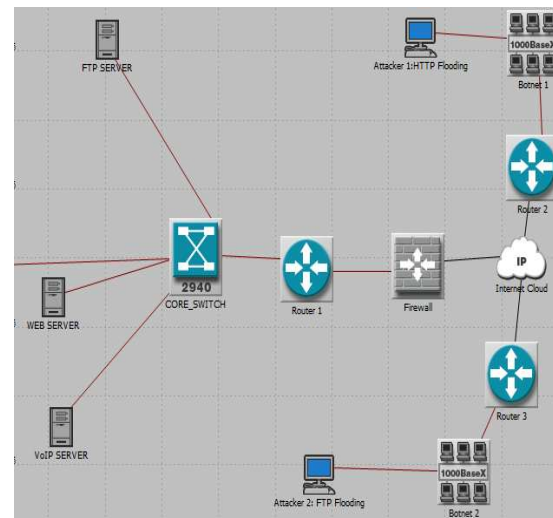 FTP SERVER
Attacker 1:HTTP Flooding
1000BaseX
Botnet 1
Router 2
2940
CORE_SWITCH
Router 1
Firewall
IP
Internet Cloud
WEB SERVER
Router 3
VoIP SERVER
1000BaseX
Attacker 2: FTP Flooding
Botnet 2